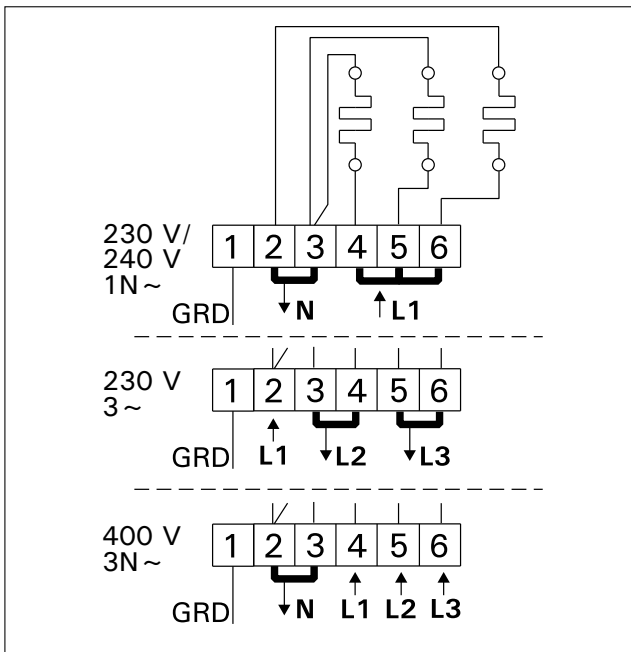 230 V/
240 V
1N~
1 2 3 4 5 6
GRD N L1
230 V
3~
1 2 3 4 5 6
GRD L1 L2 L3
400 V
3N~
1 2 3 4 5 6
GRD N L1 L2 L3